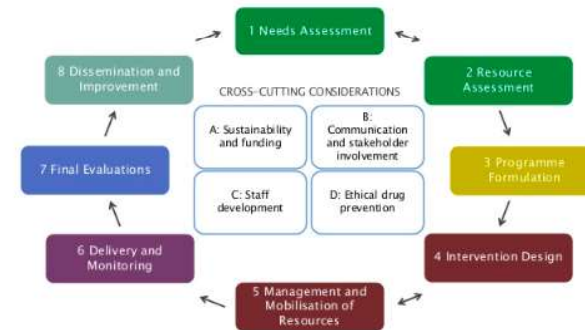 1 Needs Assessment
8 Dissemination and
Improvement
2 Resource
Assessment
CROSS-CUTTING CONSIDERATIONS
A: Sustainability
and funding
B:
Communication
and stakeholder
involvement
7 Final Evaluations
3 Programme
Formulation
C: Staff
development
D: Ethical drug
prevention
6 Delivery and
Monitoring
4 Intervention Design
5 Management and
Mobilisation of
Resources